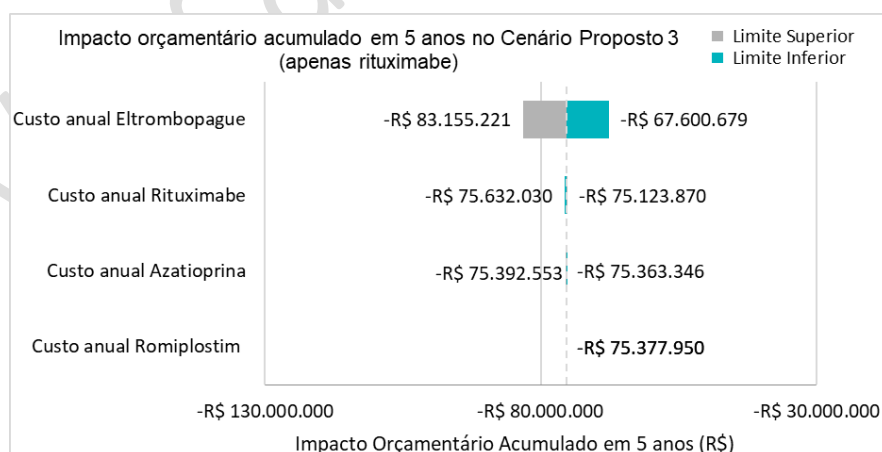 Impacto orçamentário acumulado em 5 anos no Cenário Proposto 3
(apenas rituximabe)
Limite Superior
Limite Inferior
Custo anual Eltrombopague
-R$ 83.155.221
-R$ 67.600.679
Custo anual Rituximabe
-R$ 75.632.030
-R$ 75.123.870
Custo anual Azatioprina
-R$ 75.392.553
-R$ 75.363.346
Custo anual Romiplostim
-R$ 75.377.950
-R$ 130.000.000
-R$ 80.000.000
-R$ 30.000.000
Impacto Orçamentário Acumulado em 5 anos (R$)